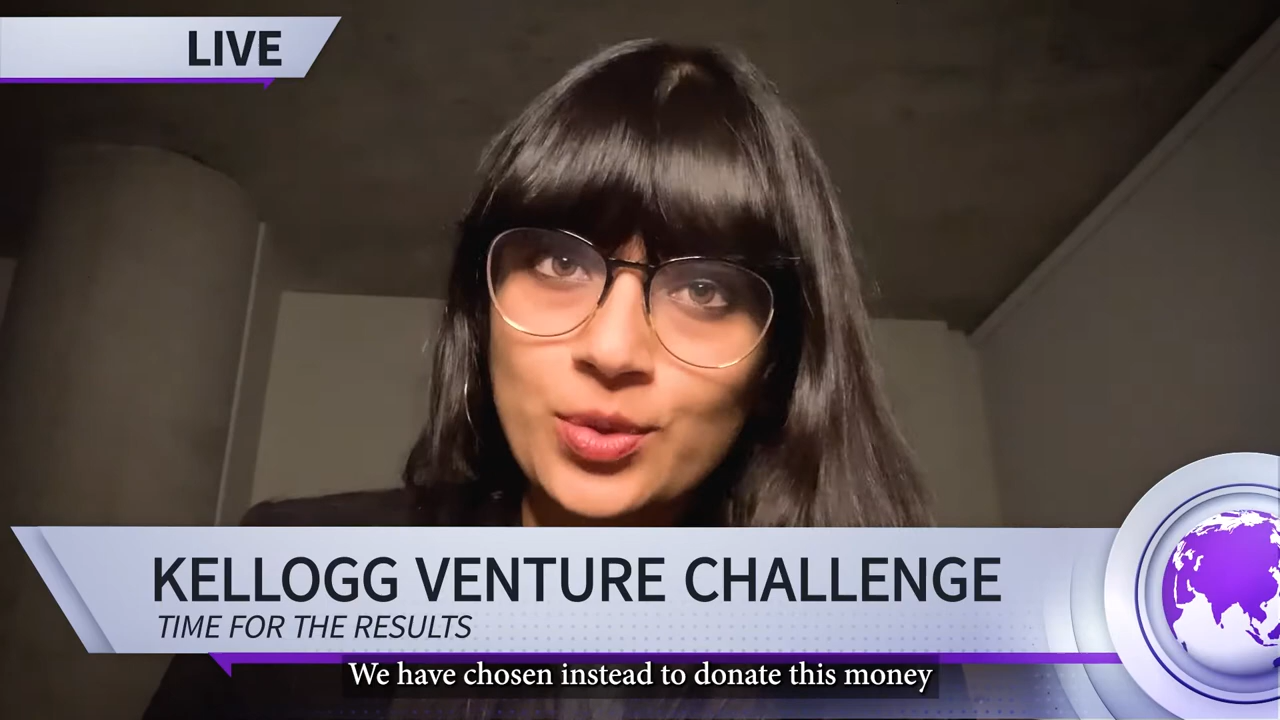 LIVE
KELLOGG VENTURE CHALLENGE
TIME FOR THE RESULTS
We have chosen instead to donate this money